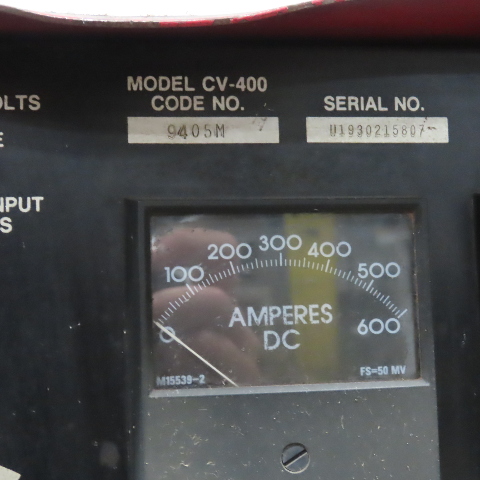 MODEL CV-400
CODE NO.
9405M
SERIAL NO.
U1930215807
OLTS
E
NPUT
S
0 100 200 300 400 500 600
AMPERES
DC
M15539-2
FS=50 MV